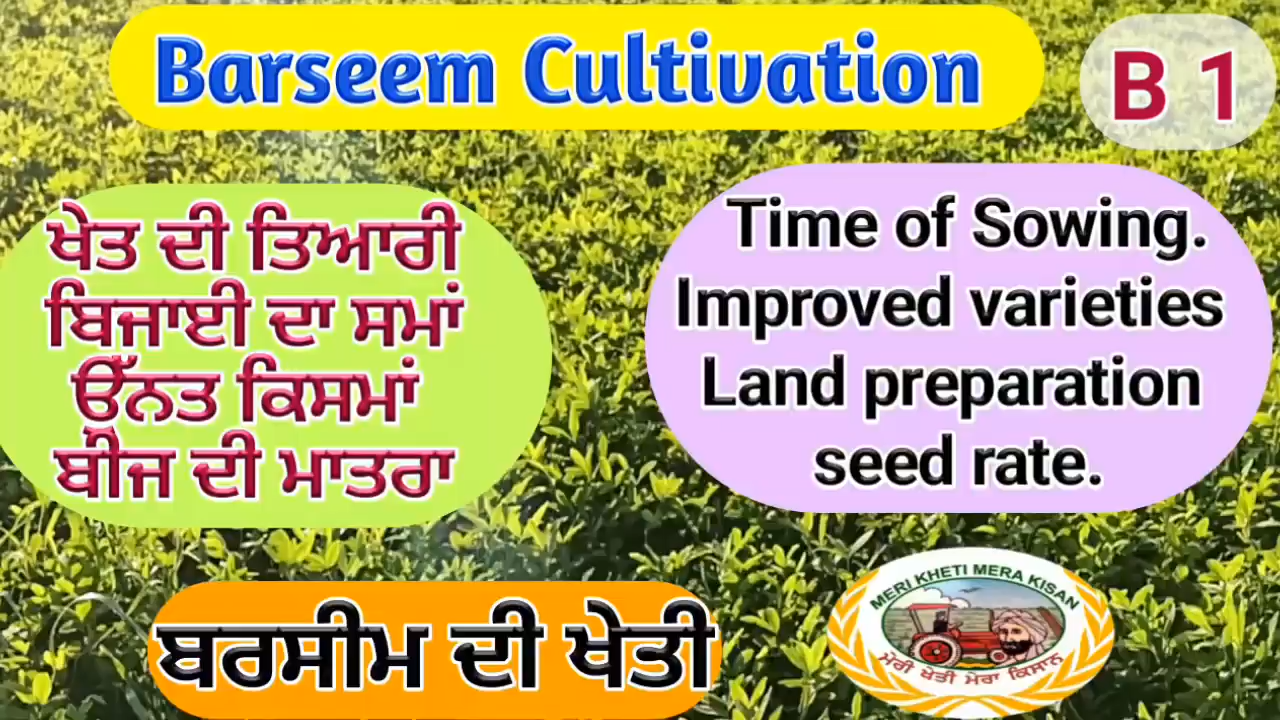 Barseem Cultivation
B 1
ਖੇਤ ਦੀ ਤਿਆਰੀ
ਬਿਜਾਈ ਦਾ ਸਮਾਂ
ਉੱਨਤ ਕਿਸਮਾਂ
ਬੀਜ ਦੀ ਮਾਤਰਾ
Time of Sowing.
Improved varieties
Land preparation
seed rate.
ਬਰਸੀਮ ਦੀ ਖੇਤੀ
MERI KHETI MERA KISAN
ਮੇਰੀ ਖੇਤੀ ਮੇਰਾ ਕਿਸਾਨ